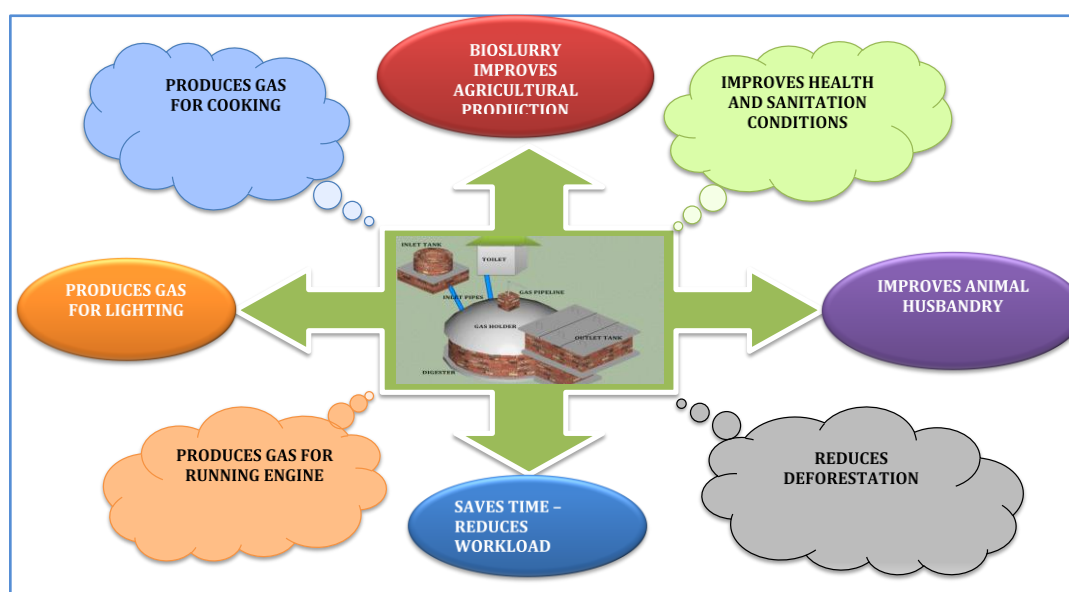 PRODUCES GAS
FOR COOKING
BIOSLURRY
IMPROVES
AGRICULTURAL
PRODUCTION
IMPROVES HEALTH
AND SANITATION
CONDITIONS
PRODUCES GAS
FOR LIGHTING
INLET TANK
TOILET
INLET PIPES
GAS PIPELINE
GAS HOLDER
OUTLET TANK
DIGESTER
IMPROVES ANIMAL
HUSBANDRY
PRODUCES GAS FOR
RUNNING ENGINE
SAVES TIME –
REDUCES
WORKLOAD
REDUCES
DEFORESTATION